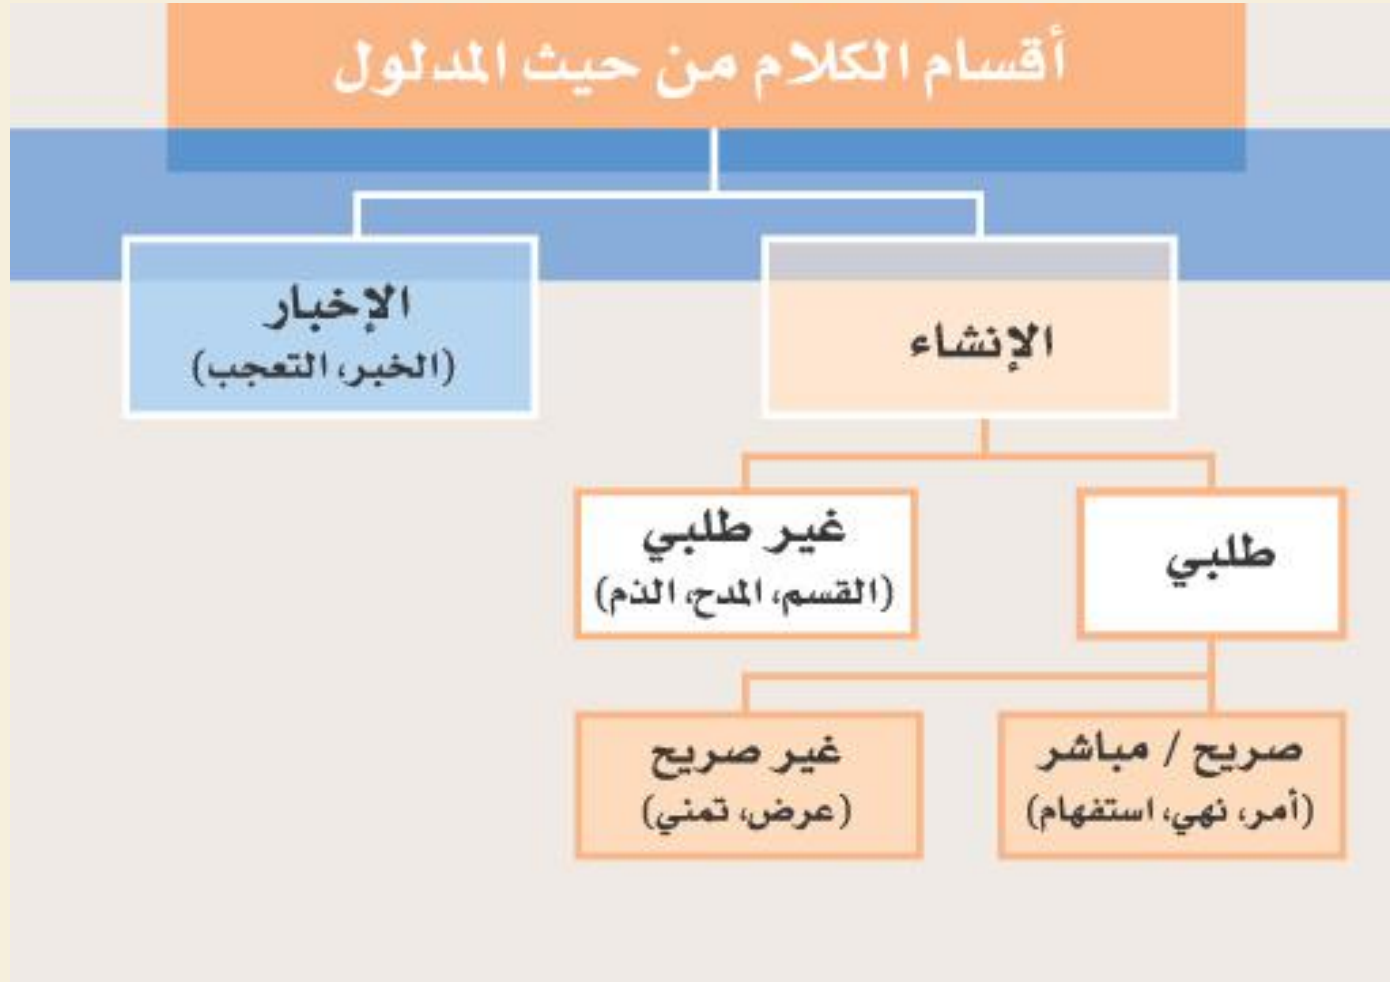 أقسام الكلام من حيث المدلول
الإنشاء
الإخبار
(الخبر، التعجب)
طلبي
غير طلبي
(القسم، المدح، الذم)
صريح / مباشر
(أمر، نهي، استفهام)
غير صريح
(عرض، تمني)